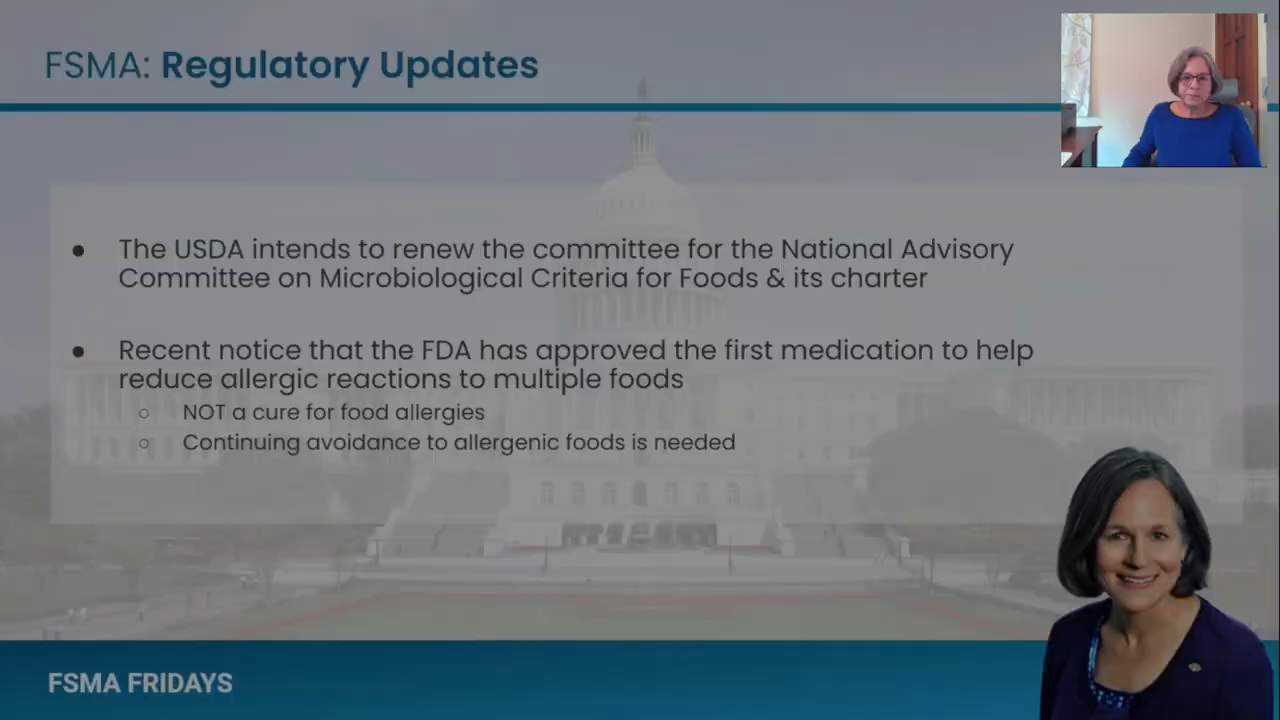 FSMA: Regulatory Updates
● The USDA intends to renew the committee for the National Advisory
Committee on Microbiological Criteria for Foods & its charter
● Recent notice that the FDA has approved the first medication to help
reduce allergic reactions to multiple foods
○ NOT a cure for food allergies
○ Continuing avoidance to allergenic foods is needed
FSMA FRIDAYS